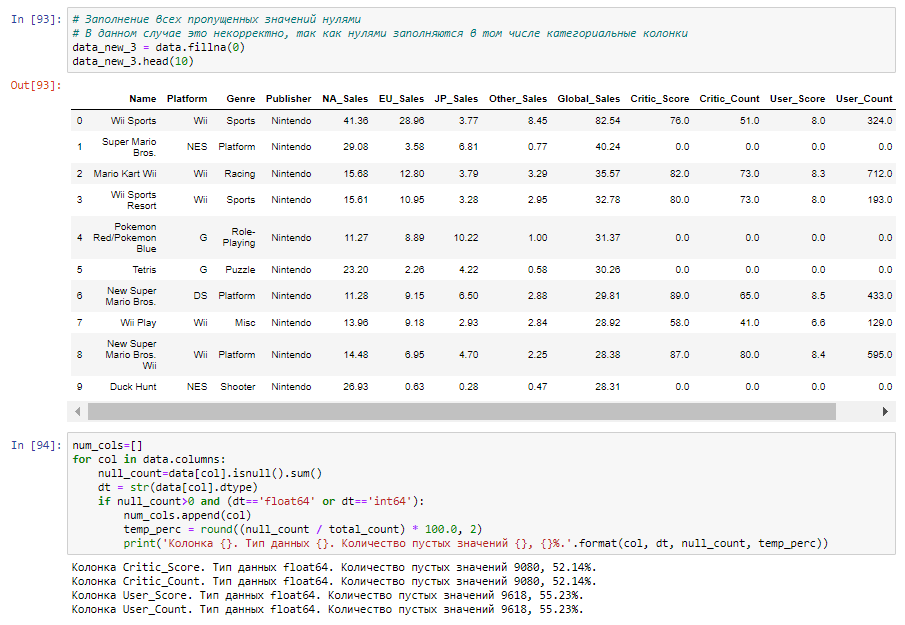 In [93]: # Заполнение всех пропущенных значений нулями
# В данном случае это некорректно, так как нулями заполняются в том числе категориальные колонки
data_new_3 = data.fillna(0)
data_new_3.head(10)
Out[93]:
Name Platform Genre Publisher NA_Sales EU_Sales JP_Sales Other_Sales Global_Sales Critic_Score Critic_Count User_Score User_Count
0 Wii Sports Wii Sports Nintendo 41.36 28.96 3.77 8.45 82.54 76.0 51.0 8.0 324.0
1 Super Mario Bros. NES Platform Nintendo 29.08 3.58 6.81 0.77 40.24 0.0 0.0 0.0 0.0
2 Mario Kart Wii Wii Racing Nintendo 15.68 12.80 3.79 3.29 35.57 82.0 73.0 8.3 712.0
3 Wii Sports Resort Wii Sports Nintendo 15.61 10.95 3.28 2.95 32.78 80.0 73.0 8.0 193.0
4 Pokemon Red/Pokemon Blue G Role-Playing Nintendo 11.27 8.89 10.22 1.00 31.37 0.0 0.0 0.0 0.0
5 Tetris G Puzzle Nintendo 23.20 2.26 4.22 0.58 30.26 0.0 0.0 0.0 0.0
6 New Super Mario Bros. DS Platform Nintendo 11.28 9.15 6.50 2.88 29.81 89.0 65.0 8.5 433.0
7 Wii Play Wii Misc Nintendo 13.96 9.18 2.93 2.84 28.92 58.0 41.0 6.6 129.0
8 New Super Mario Bros. Wii Wii Platform Nintendo 14.48 6.95 4.70 2.25 28.38 87.0 80.0 8.4 595.0
9 Duck Hunt NES Shooter Nintendo 26.93 0.63 0.28 0.47 28.31 0.0 0.0 0.0 0.0
In [94]: num_cols=[]
for col in data.columns:
    null_count=data[col].isnull().sum()
    dt = str(data[col].dtype)
    if null_count>0 and (dt=='float64' or dt=='int64'):
        num_cols.append(col)
        temp_perc = round((null_count / total_count) * 100.0, 2)
        print('Колонка {}. Тип данных {}. Количество пустых значений {}, {}%.'.format(col, dt, null_count, temp_perc))
Колонка Critic_Score. Тип данных float64. Количество пустых значений 9080, 52.14%.
Колонка Critic_Count. Тип данных float64. Количество пустых значений 9080, 52.14%.
Колонка User_Score. Тип данных float64. Количество пустых значений 9618, 55.23%.
Колонка User_Count. Тип данных float64. Количество пустых значений 9618, 55.23%.